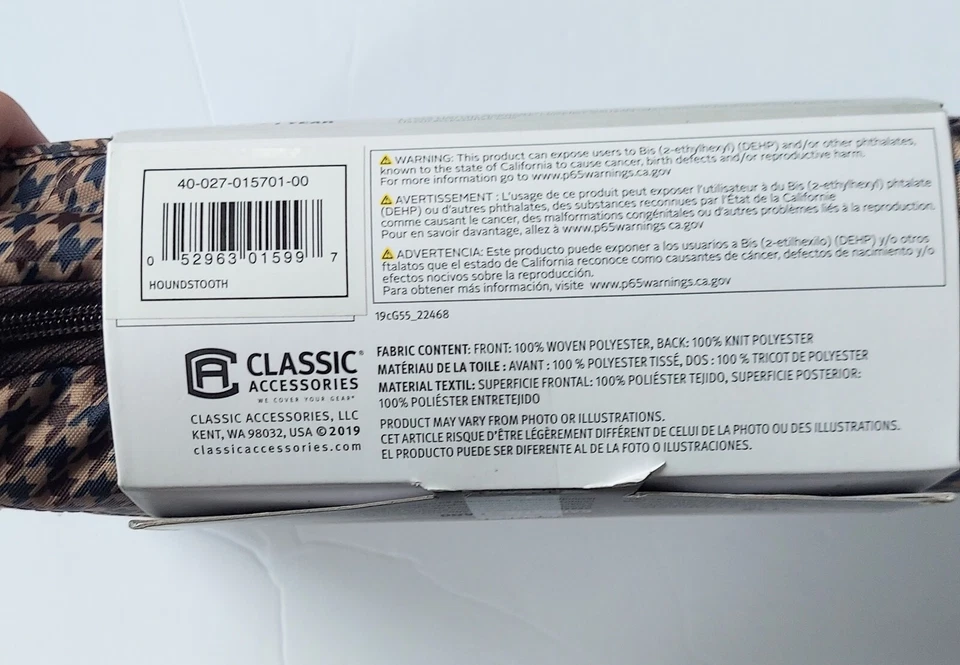 1 YEAR
40-027-015701-00
0 52963 01599 7
HOUNDSTOOTH
WARNING: This product can expose users to Bis (2-ethylhexyl) (DEHP) and/or other phthalates,
known to the state of California to cause cancer, birth defects and/or reproductive harm.
For more information go to www.p65warnings.ca.gov
AVERTISSEMENT : L'usage de ce produit peut exposer l'utilisateur à du Bis (2-ethylhexyl) phtalate
(DEHP) ou d'autres phthalates, des substances reconnues par l'État de la Californie
comme causant le cancer, des malformations congénitales ou d'autres problèmes liés à la reproduction.
Pour en savoir davantage, allez à www.p65warnings.ca.gov
ADVERTENCIA: Este producto puede exponer a los usuarios a Bis (2-etilhexilo) (DEHP) y/o otros
ftalatos que el estado de California reconoce como causantes de cáncer, defectos de nacimiento y/o
efectos nocivos sobre la reproducción.
Para obtener más información, visite www.p65warnings.ca.gov
19cG55_22468
CLASSIC®
ACCESSORIES
WE COVER YOUR GEAR®
CLASSIC ACCESSORIES, LLC
KENT, WA 98032, USA ©2019
classicaccessories.com
FABRIC CONTENT: FRONT: 100% WOVEN POLYESTER, BACK: 100% KNIT POLYESTER
MATÉRIAU DE LA TOILE : AVANT : 100 % POLYESTER TISSÉ, DOS : 100 % TRICOT DE POLYESTER
MATERIAL TEXTIL: SUPERFICIE FRONTAL: 100% POLIÉSTER TEJIDO, SUPERFICIE POSTERIOR:
100% POLIÉSTER ENTRETEJIDO
PRODUCT MAY VARY FROM PHOTO OR ILLUSTRATIONS.
CET ARTICLE RISQUE D'ÊTRE LÉGÈREMENT DIFFÉRENT DE CELUI DE LA PHOTO OU DES ILLUSTRATIONS.
EL PRODUCTO PUEDE SER DIFERENTE AL DE LA FOTO O ILUSTRACIONES.